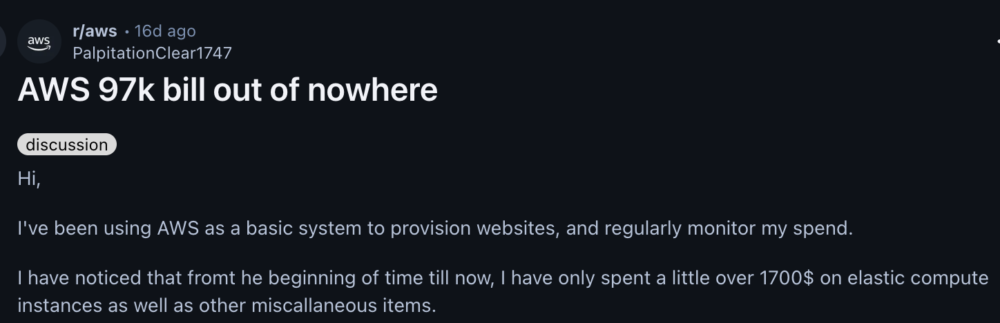 aws
r/aws • 16d ago
PalpitationClear1747
AWS 97k bill out of nowhere
discussion
Hi,
I've been using AWS as a basic system to provision websites, and regularly monitor my spend.
I have noticed that fromt he beginning of time till now, I have only spent a little over 1700$ on elastic compute
instances as well as other miscallaneous items.